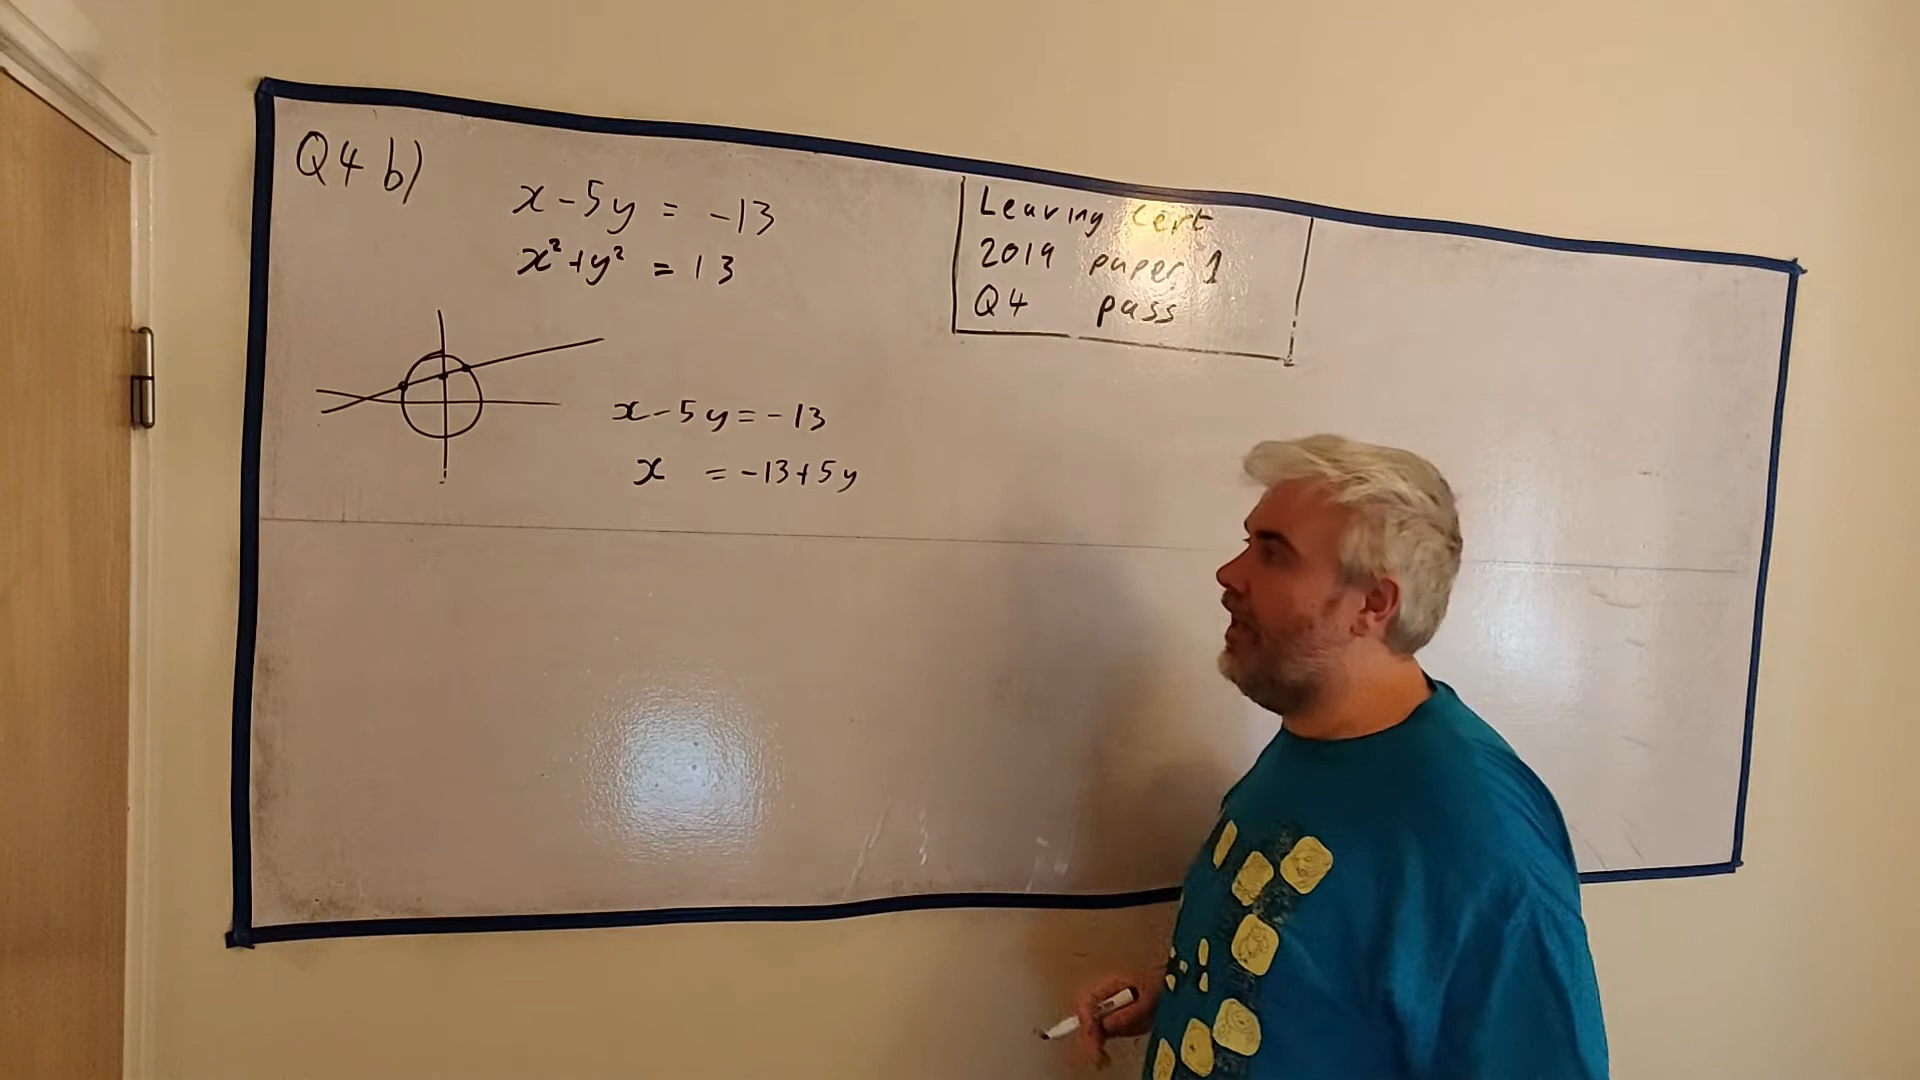 Q4 b)
x - 5y = -13
x² + y² = 13
Leaving Cert
2019 paper 1
Q4 pass
x - 5y = -13
x = -13 + 5y